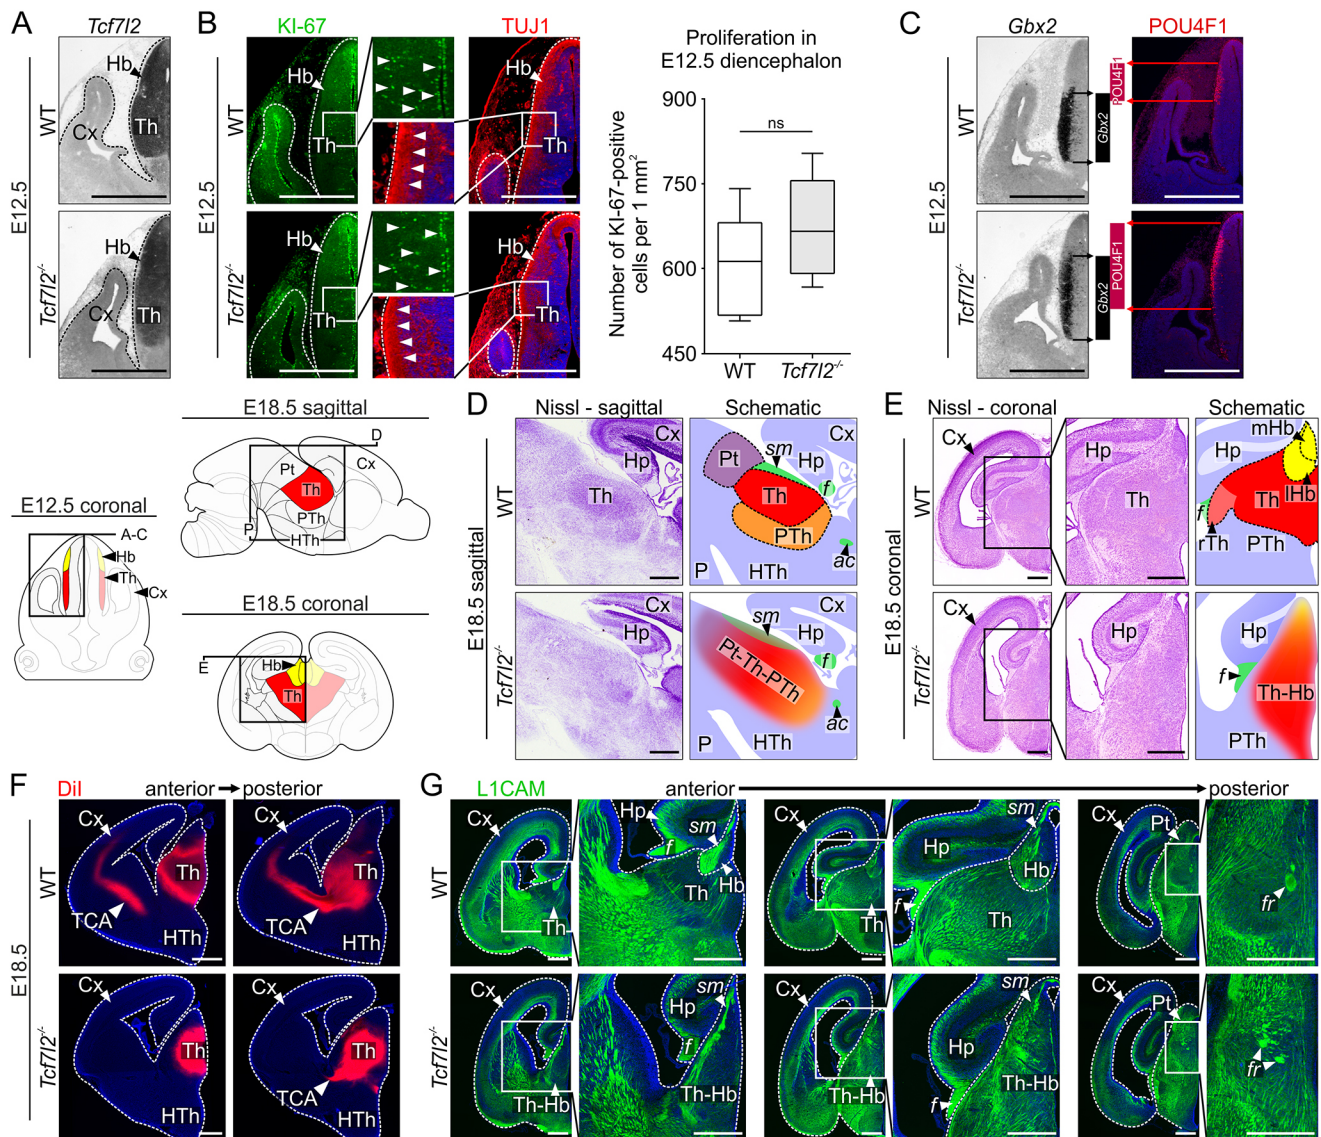 A
Tcf7l2
E12.5
WT
Hb
Cx
Th
Tcf7l2-/-
Hb
Cx
Th
B
KI-67
TUJ1
E12.5
WT
Hb
Th
Hb
Th
Tcf7l2-/-
Hb
Th
Hb
Th
Proliferation in
E12.5 diencephalon
Number of KI-67-positive
cells per 1 mm²
900
750
600
450
ns
WT
Tcf7l2-/-
C
Gbx2
POU4F1
E12.5
WT
Gbx2
POU4F1
Tcf7l2-/-
Gbx2
POU4F1
E12.5 coronal
A-C
Hb
Th
Cx
E18.5 sagittal
D
Pt
Cx
Th
PTh
P
HTh
E18.5 coronal
E
Hb
Th
D
Nissl - sagittal
Schematic
E18.5 sagittal
WT
Cx
Hp
Th
Cx
sm
Pt
Hp
Th
f
PTh
ac
P
HTh
Tcf7l2-/-
Cx
Hp
Cx
sm
Hp
f
Pt-Th-PTh
ac
P
HTh
E
Nissl - coronal
Schematic
E18.5 coronal
WT
Cx
Hp
Th
mHb
Hp
Th
lHb
f
rTh
PTh
Tcf7l2-/-
Cx
Hp
Hp
f
Th-Hb
PTh
F
DiI
anterior
posterior
E18.5
WT
Cx
Th
TCA
HTh
Cx
Th
TCA
HTh
Tcf7l2-/-
Cx
Th
HTh
Cx
Th
TCA
HTh
G
L1CAM
anterior
posterior
WT
Cx
Th
Hp
sm
f
Hb
Th
Cx
Th
sm
Hp
Hb
f
Th
Cx
Pt
fr
Tcf7l2-/-
Cx
Th-Hb
sm
Hp
f
Th-Hb
Cx
Th-Hb
sm
Hp
f
Th-Hb
Cx
Pt
fr